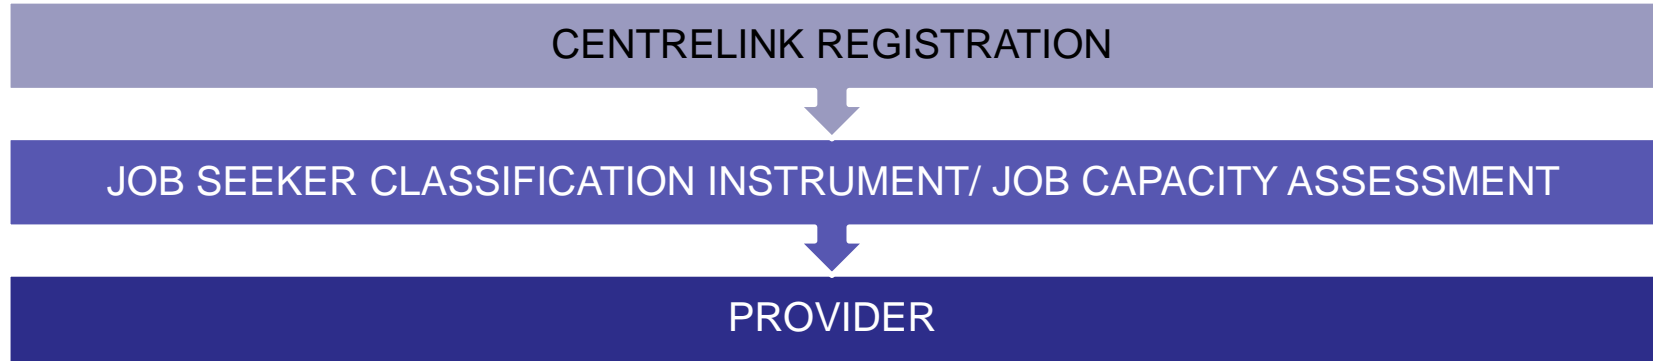 CENTRELINK REGISTRATION
JOB SEEKER CLASSIFICATION INSTRUMENT/ JOB CAPACITY ASSESSMENT
PROVIDER